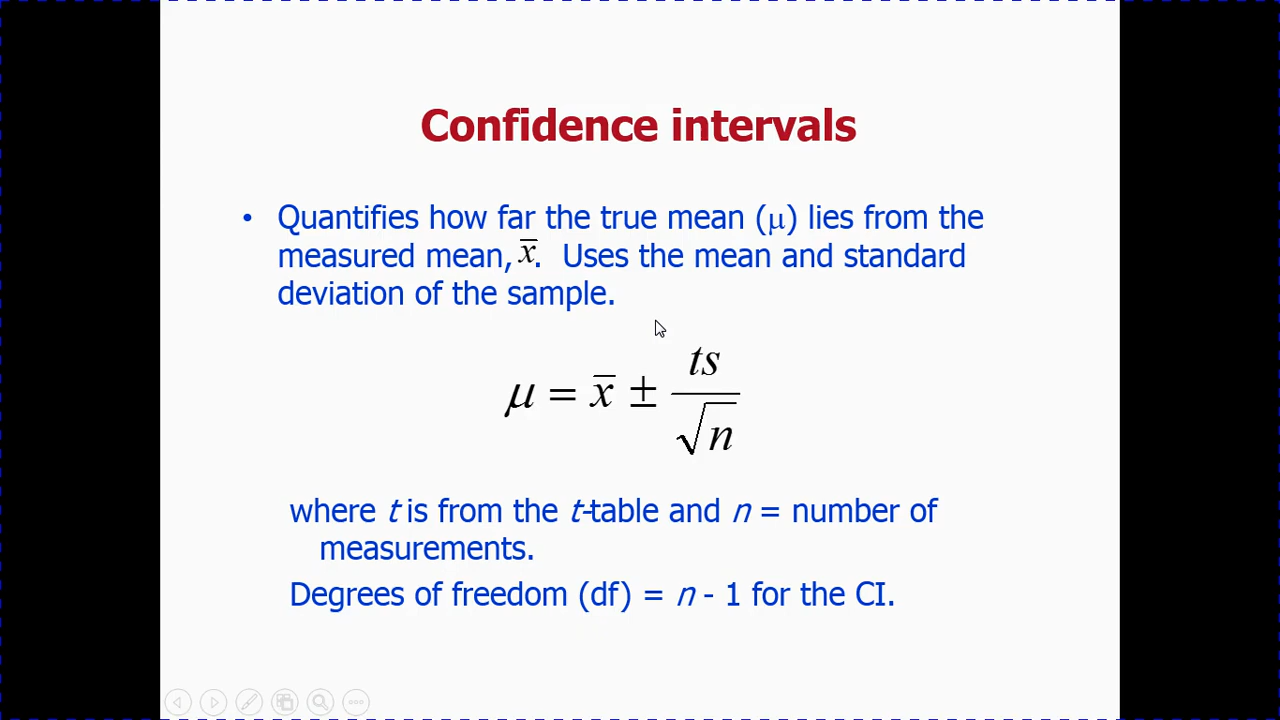 Confidence intervals
• Quantifies how far the true mean (μ) lies from the
measured mean, x̅. Uses the mean and standard
deviation of the sample.
μ = x̅ ± ts/√n
where t is from the t-table and n = number of
measurements.
Degrees of freedom (df) = n - 1 for the CI.